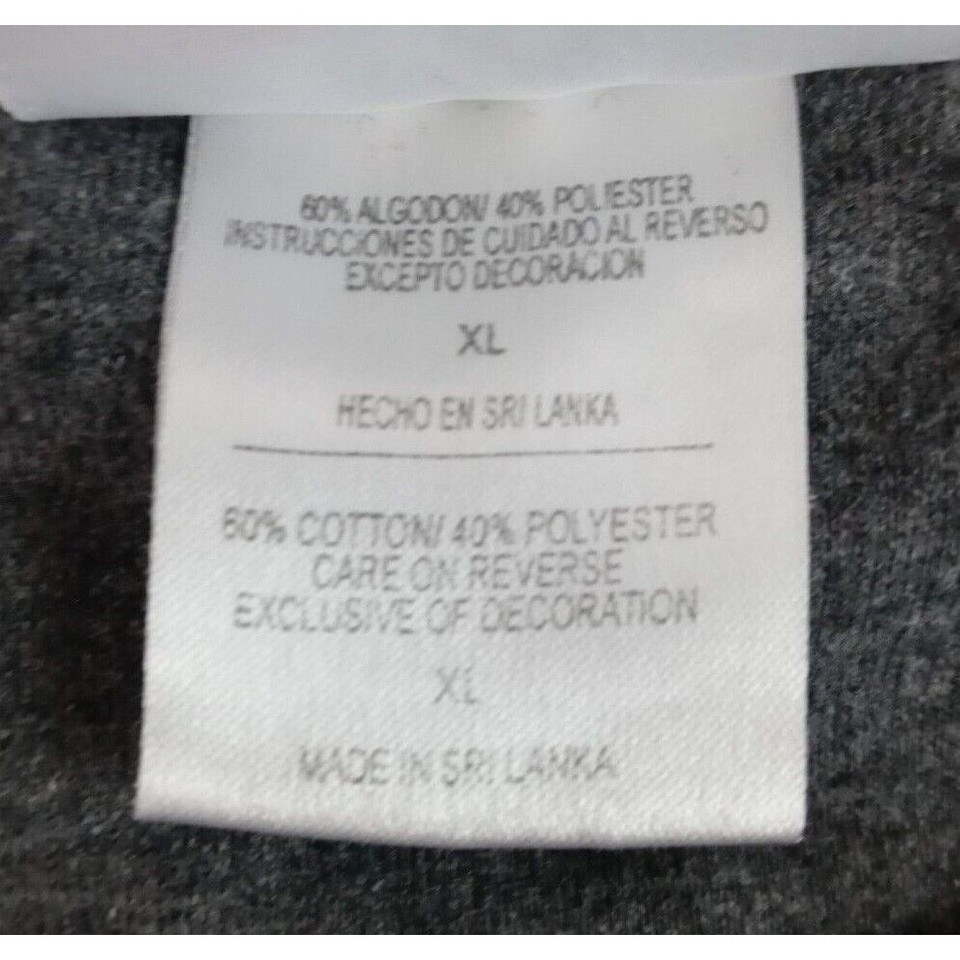 60% ALGODON/ 40% POLIESTER
INSTRUCCIONES DE CUIDADO AL REVERSO
EXCEPTO DECORACION
XL
HECHO EN SRI LANKA
60% COTTON/ 40% POLYESTER
CARE ON REVERSE
EXCLUSIVE OF DECORATION
XL
MADE IN SRI LANKA